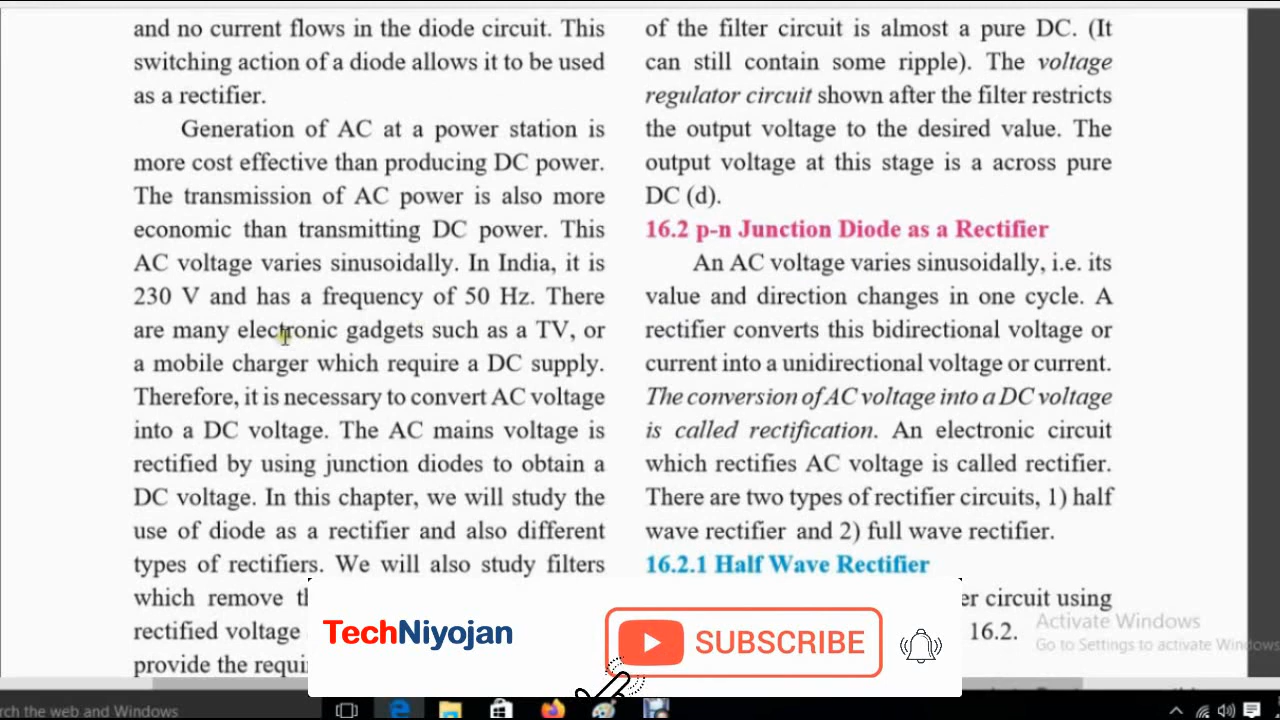 and no current flows in the diode circuit. This
switching action of a diode allows it to be used
as a rectifier.
Generation of AC at a power station is
more cost effective than producing DC power.
The transmission of AC power is also more
economic than transmitting DC power. This
AC voltage varies sinusoidally. In India, it is
230 V and has a frequency of 50 Hz. There
are many electronic gadgets such as a TV, or
a mobile charger which require a DC supply.
Therefore, it is necessary to convert AC voltage
into a DC voltage. The AC mains voltage is
rectified by using junction diodes to obtain a
DC voltage. In this chapter, we will study the
use of diode as a rectifier and also different
types of rectifiers. We will also study filters
which remove
rectified voltage
provide the
of the filter circuit is almost a pure DC. (It
can still contain some ripple). The voltage
regulator circuit shown after the filter restricts
the output voltage to the desired value. The
output voltage at this stage is a across pure
DC (d).
16.2 p-n Junction Diode as a Rectifier
An AC voltage varies sinusoidally, i.e. its
value and direction changes in one cycle. A
rectifier converts this bidirectional voltage or
current into a unidirectional voltage or current.
The conversion of AC voltage into a DC voltage
is called rectification. An electronic circuit
which rectifies AC voltage is called rectifier.
There are two types of rectifier circuits, 1) half
wave rectifier and 2) full wave rectifier.
16.2.1 Half Wave Rectifier
circuit using
16.2.
TechNiyojan
SUBSCRIBE
Activate Windows
Go to Settings to activate Windows
the web and Windows